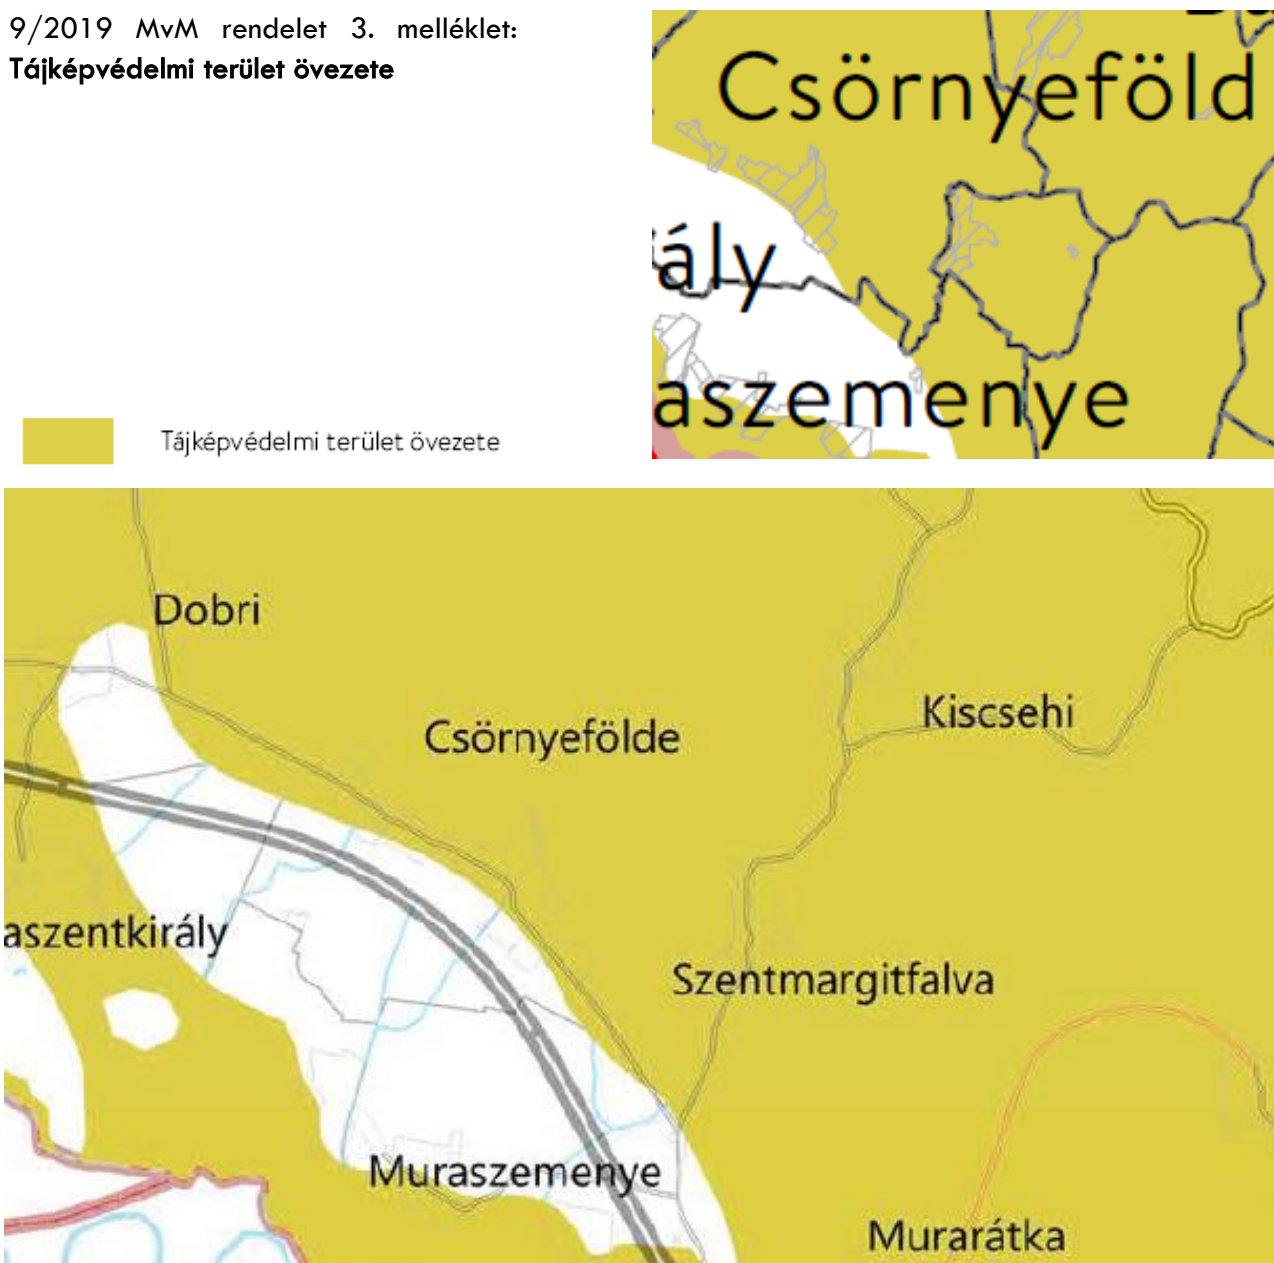 9/2019 MvM rendelet 3. melléklet:
Tájképvédelmi terület övezete
Csörnyeföld
ály
aszemenye
Tájképvédelmi terület övezete
Dobri
Kiscsehi
Csörnyefölde
aszentkirály
Szentmargitfalva
Muraszemenye
Murarátka